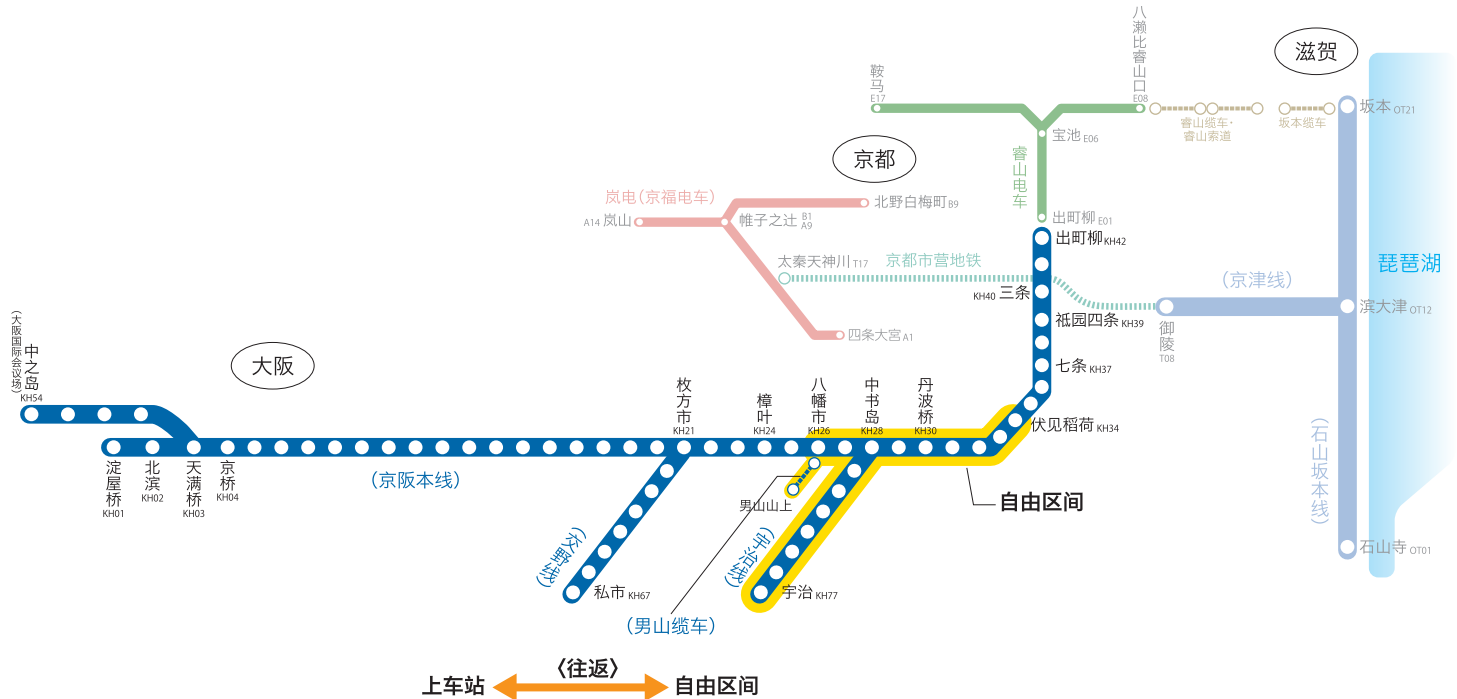 八瀬比睿山口
E08
滋贺
鞍马
E17
坂本 OT21
睿山缆车·
睿山索道
坂本缆车
宝池 E06
京都
睿山电车
岚电(京福电车)
北野白梅町 B9
A14 岚山
帷子之辻 B1
A9
出町柳 E01
出町柳 KH42
太秦天神川 T17
京都市营地铁
琵琶湖
(京津线)
KH40 三条
滨大津 OT12
祇园四条 KH39
御陵
T08
四条大宫 A1
(大阪国际会议场)
中之岛
KH54
大阪
七条 KH37
枚方市
KH21
樟叶
KH24
八幡市
KH26
中书岛
KH28
丹波桥
KH30
伏见稻荷 KH34
(石山坂本线)
淀屋桥
KH01
北滨
KH02
天满桥
KH03
京桥
KH04
(京阪本线)
男山山上
自由区间
(交野线)
(宇治线)
石山寺 OT01
私市 KH67
宇治 KH77
(男山缆车)
〈往返〉
上车站
自由区间